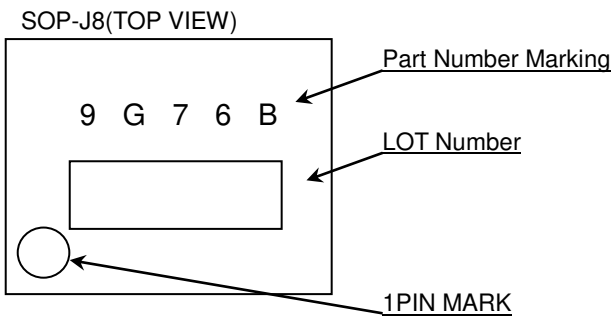 SOP-J8(TOP VIEW)
Part Number Marking
9 G 7 6 B
LOT Number
1PIN MARK